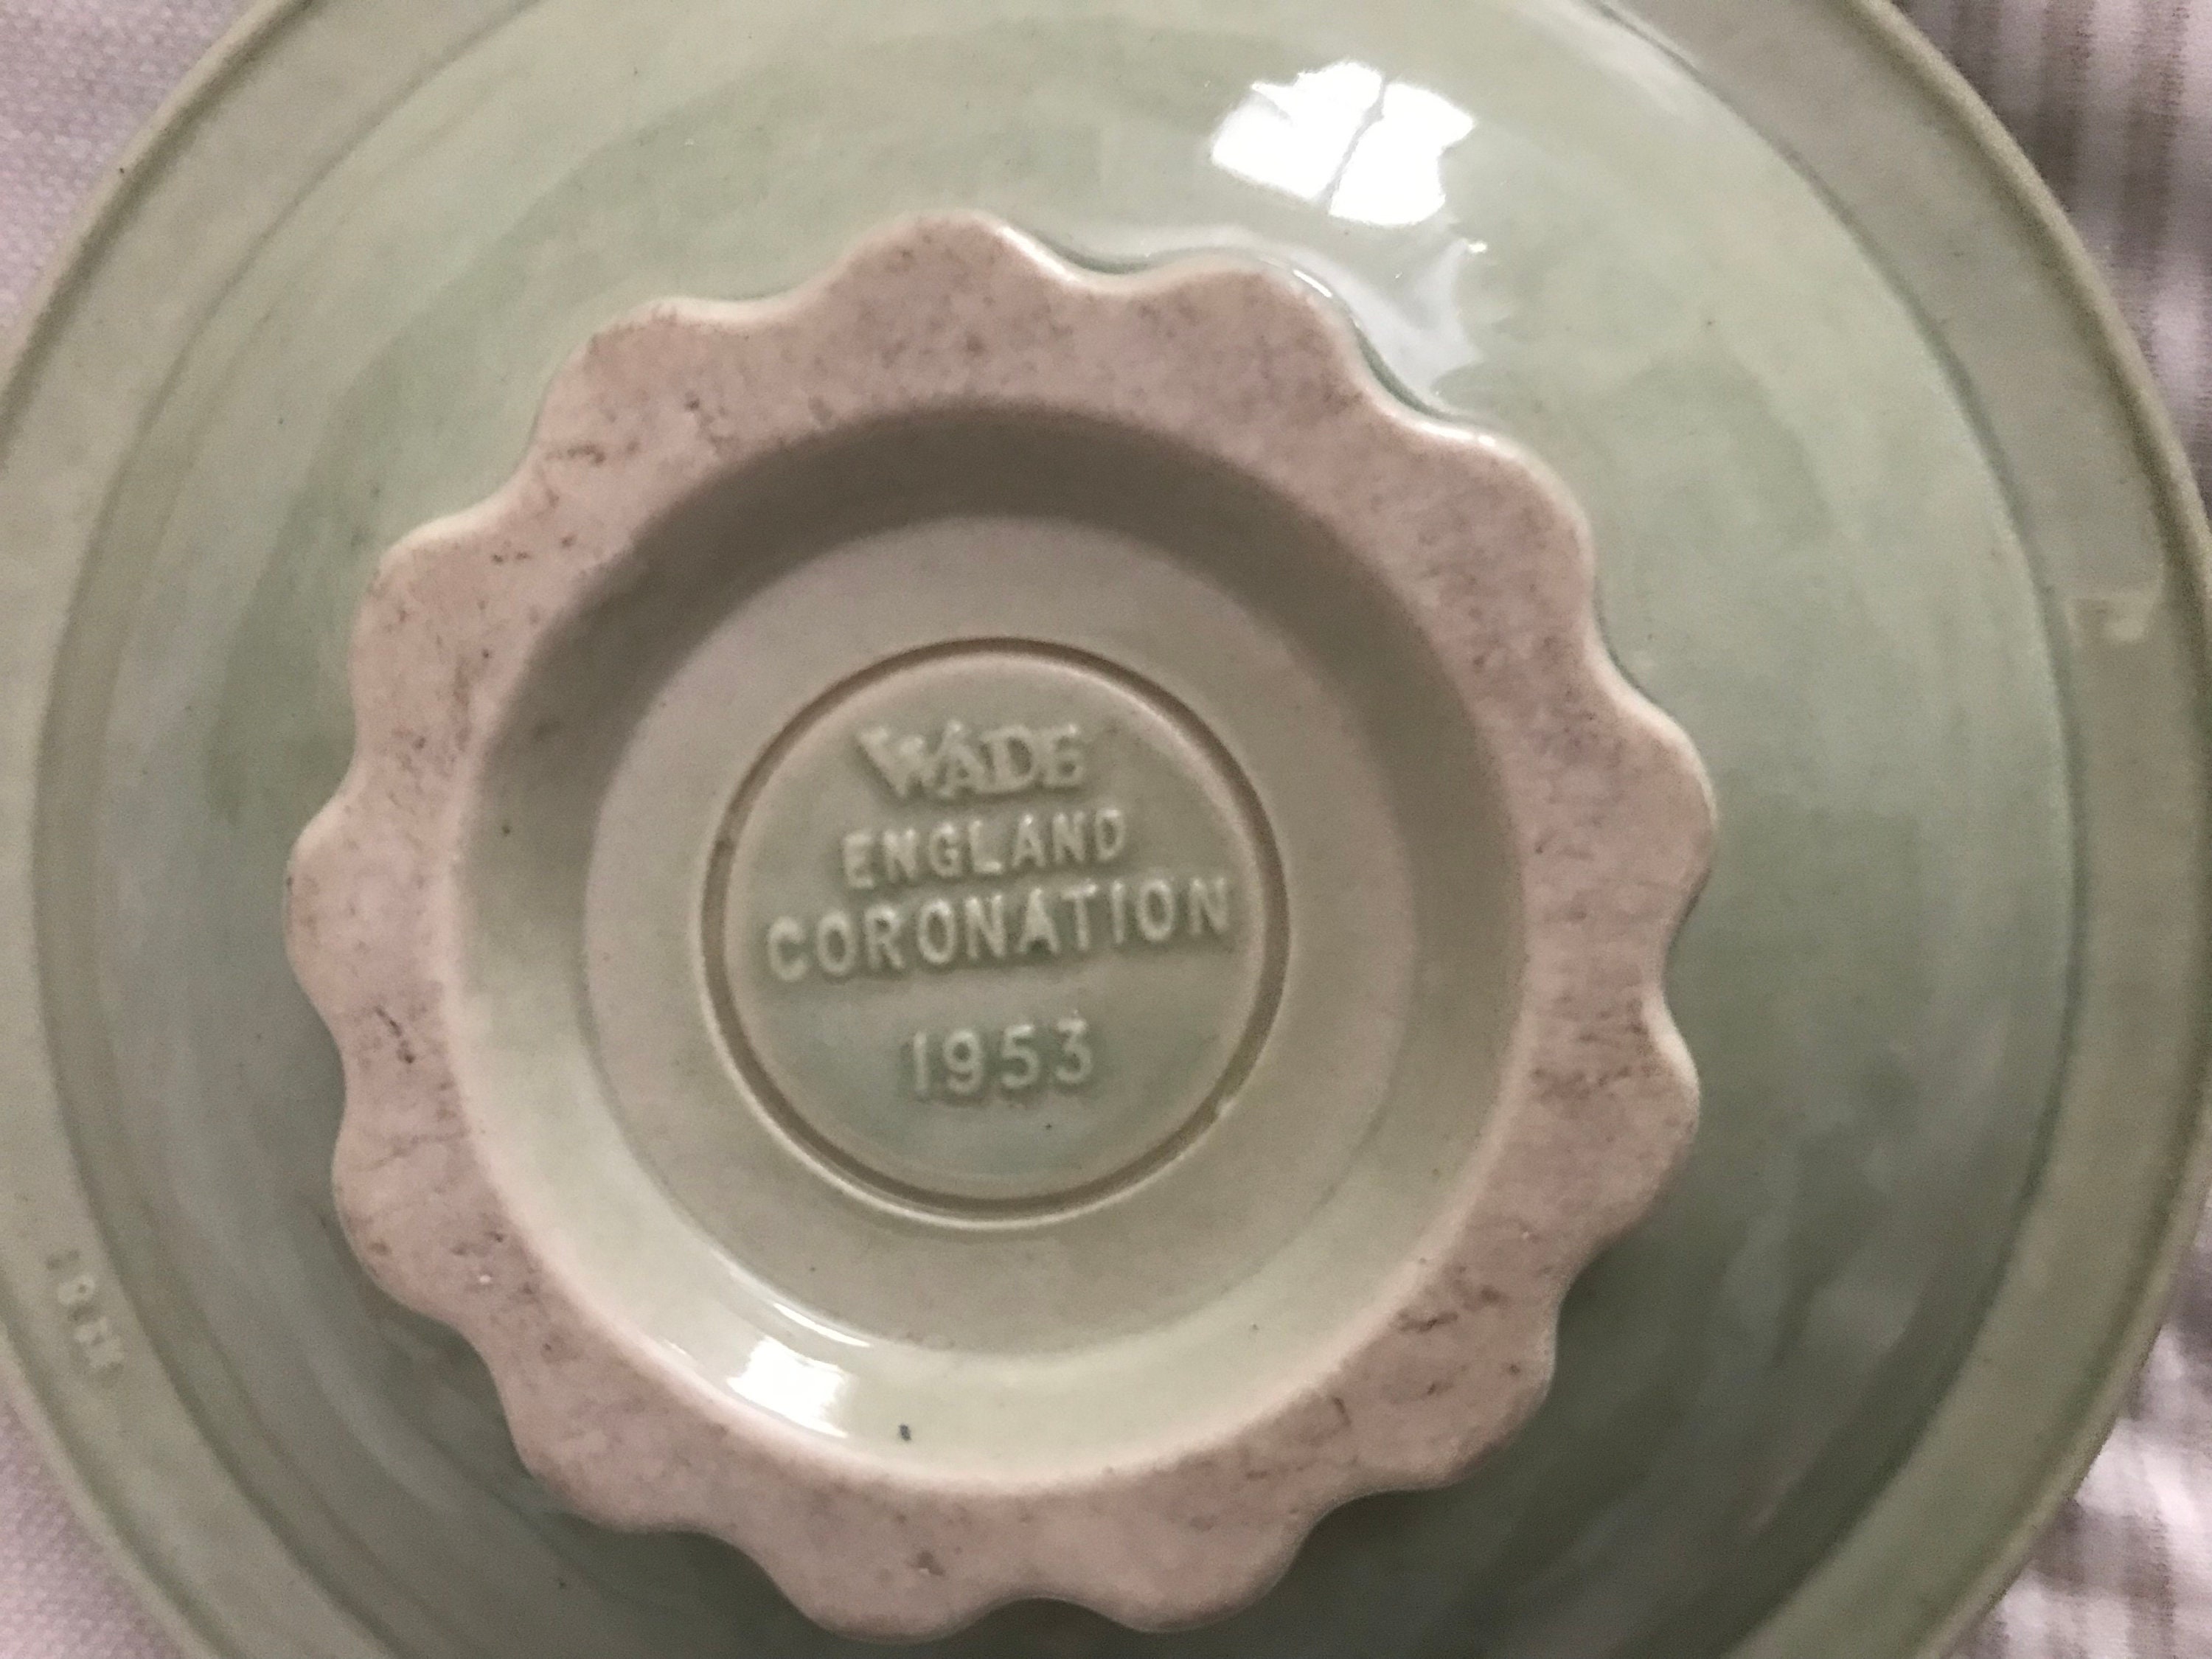 WADE
ENGLAND
CORONATION
1953